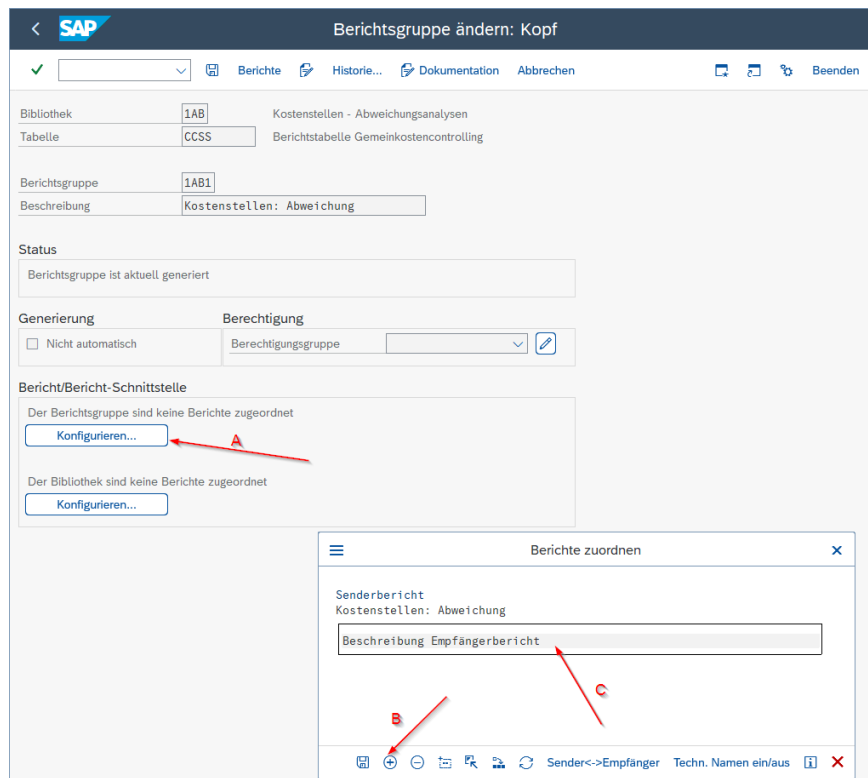 SAP Berichtsgruppe ändern: Kopf
Berichte Historie... Dokumentation Abbrechen Beenden
Bibliothek 1AB Kostenstellen - Abweichungsanalysen
Tabelle CCSS Berichtstabelle Gemeinkostencontrolling
Berichtsgruppe 1AB1
Beschreibung Kostenstellen: Abweichung
Status
Berichtsgruppe ist aktuell generiert
Generierung Berechtigung
Nicht automatisch Berechtigungsgruppe
Bericht/Bericht-Schnittstelle
Der Berichtsgruppe sind keine Berichte zugeordnet
Konfigurieren... A
Der Bibliothek sind keine Berichte zugeordnet
Konfigurieren...
Berichte zuordnen
Senderbericht
Kostenstellen: Abweichung
Beschreibung Empfängerbericht
C
B
Sender<->Empfänger Techn. Namen ein/aus